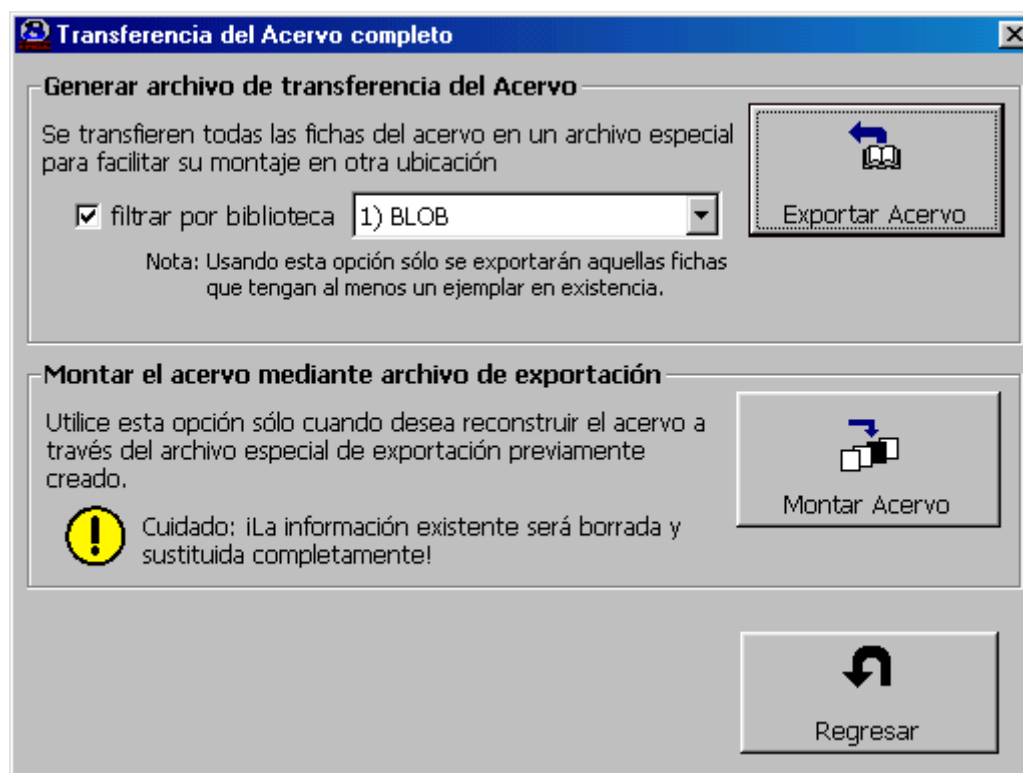 Transferencia del Acervo completo
Generar archivo de transferencia del Acervo
Se transfieren todas las fichas del acervo en un archivo especial
para facilitar su montaje en otra ubicación
filtrar por biblioteca 1) BLOB
Exportar Acervo
Nota: Usando esta opción sólo se exportarán aquellas fichas
que tengan al menos un ejemplar en existencia.
Montar el acervo mediante archivo de exportación
Utilice esta opción sólo cuando desea reconstruir el acervo a
través del archivo especial de exportación previamente
creado.
Montar Acervo
Cuidado: ¡La información existente será borrada y
sustituida completamente!
Regresar